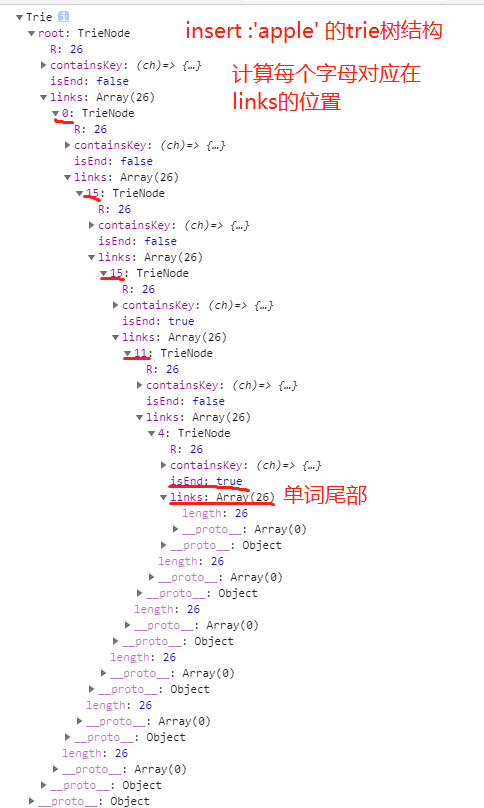 ▼Trie i
▼root: TrieNode
R: 26
▶containsKey: (ch)=> {…}
isEnd: false
▼links: Array(26)
▼0: TrieNode
R: 26
▶containsKey: (ch)=> {…}
isEnd: false
▼links: Array(26)
▼15: TrieNode
R: 26
▶containsKey: (ch)=> {…}
isEnd: false
▼links: Array(26)
▼15: TrieNode
R: 26
▶containsKey: (ch)=> {…}
isEnd: true
▼links: Array(26)
▼11: TrieNode
R: 26
▶containsKey: (ch)=> {…}
isEnd: false
▼links: Array(26)
▼4: TrieNode
R: 26
▶containsKey: (ch)=> {…}
isEnd: true
▼links: Array(26)
length: 26
▶__proto__: Array(0)
▶__proto__: Object
length: 26
▶__proto__: Array(0)
▶__proto__: Object
length: 26
▶__proto__: Array(0)
▶__proto__: Object
length: 26
▶__proto__: Array(0)
▶__proto__: Object
length: 26
▶__proto__: Array(0)
▶__proto__: Object
length: 26
▶__proto__: Array(0)
▶__proto__: Object
▶__proto__: Object
insert :'apple' 的trie树结构
计算每个字母对应在
links的位置
单词尾部